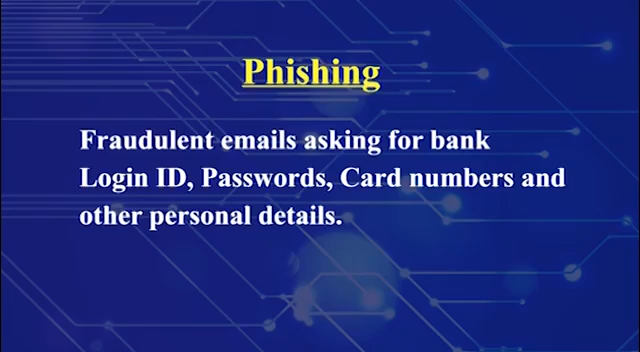 Phishing
Fraudulent emails asking for bank
Login ID, Passwords, Card numbers and
other personal details.